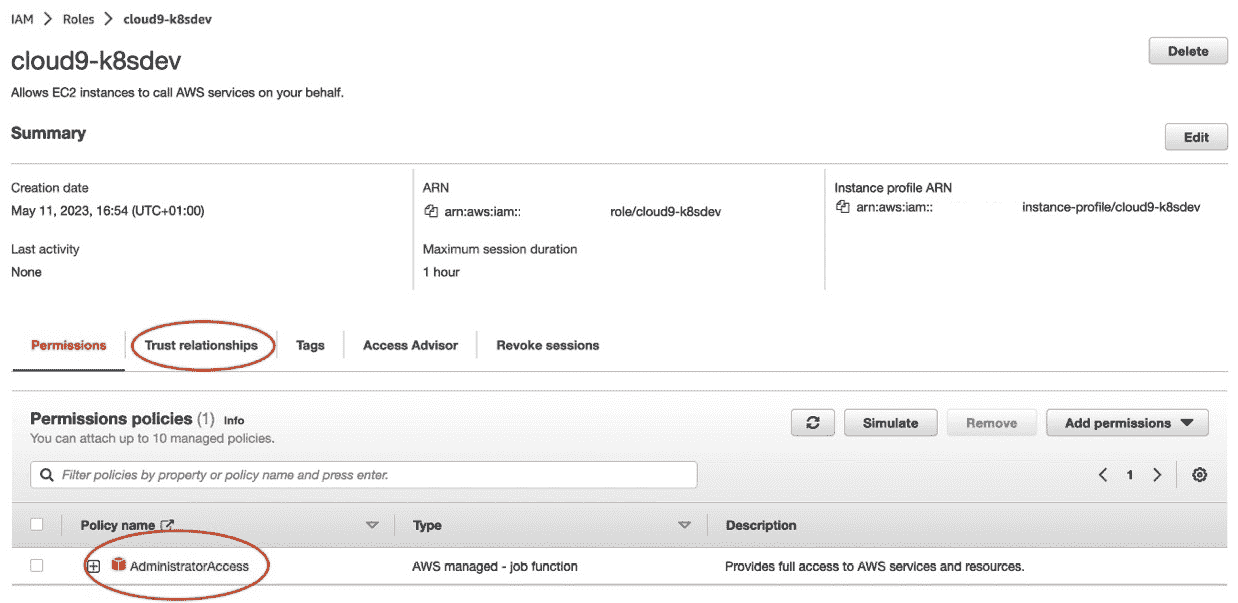 IAM > Roles > cloud9-k8sdev
cloud9-k8sdev
Delete
Allows EC2 instances to call AWS services on your behalf.
Summary
Edit
Creation date
May 11, 2023, 16:54 (UTC+01:00)
Last activity
None
ARN
arn:aws:iam:: role/cloud9-k8sdev
Maximum session duration
1 hour
Instance profile ARN
arn:aws:iam:: instance-profile/cloud9-k8sdev
Permissions Trust relationships Tags Access Advisor Revoke sessions
Permissions policies (1) Info
You can attach up to 10 managed policies.
Simulate Remove Add permissions
Filter policies by property or policy name and press enter.
1
Policy name Type Description
AdministratorAccess AWS managed - job function Provides full access to AWS services and resources.